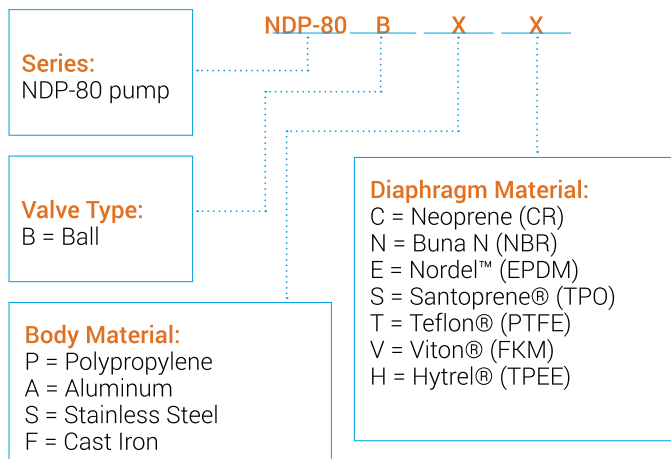 NDP-80 B X X
Series:
NDP-80 pump
Valve Type:
B = Ball
Body Material:
P = Polypropylene
A = Aluminum
S = Stainless Steel
F = Cast Iron
Diaphragm Material:
C = Neoprene (CR)
N = Buna N (NBR)
E = Nordel™ (EPDM)
S = Santoprene® (TPO)
T = Teflon® (PTFE)
V = Viton® (FKM)
H = Hytrel® (TPEE)